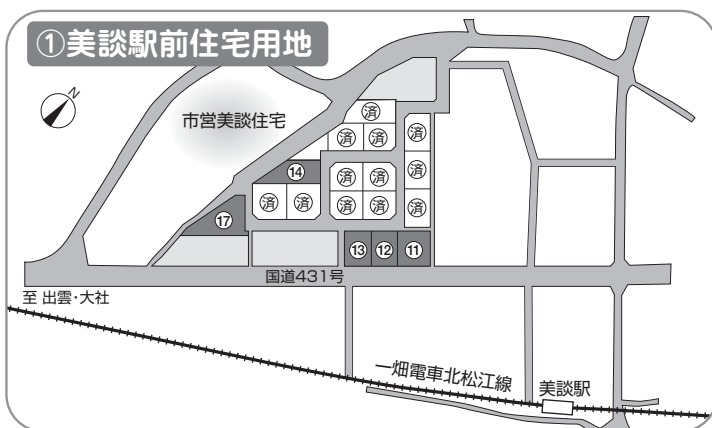 ①美談駅前住宅用地
N
市営美談住宅
済
済 済
済
⑭
済 済
済
済 済
済 済
済
⑰
⑬ ⑫ ⑪
国道431号
至 出雲・大社
一畑電車北松江線
美談駅